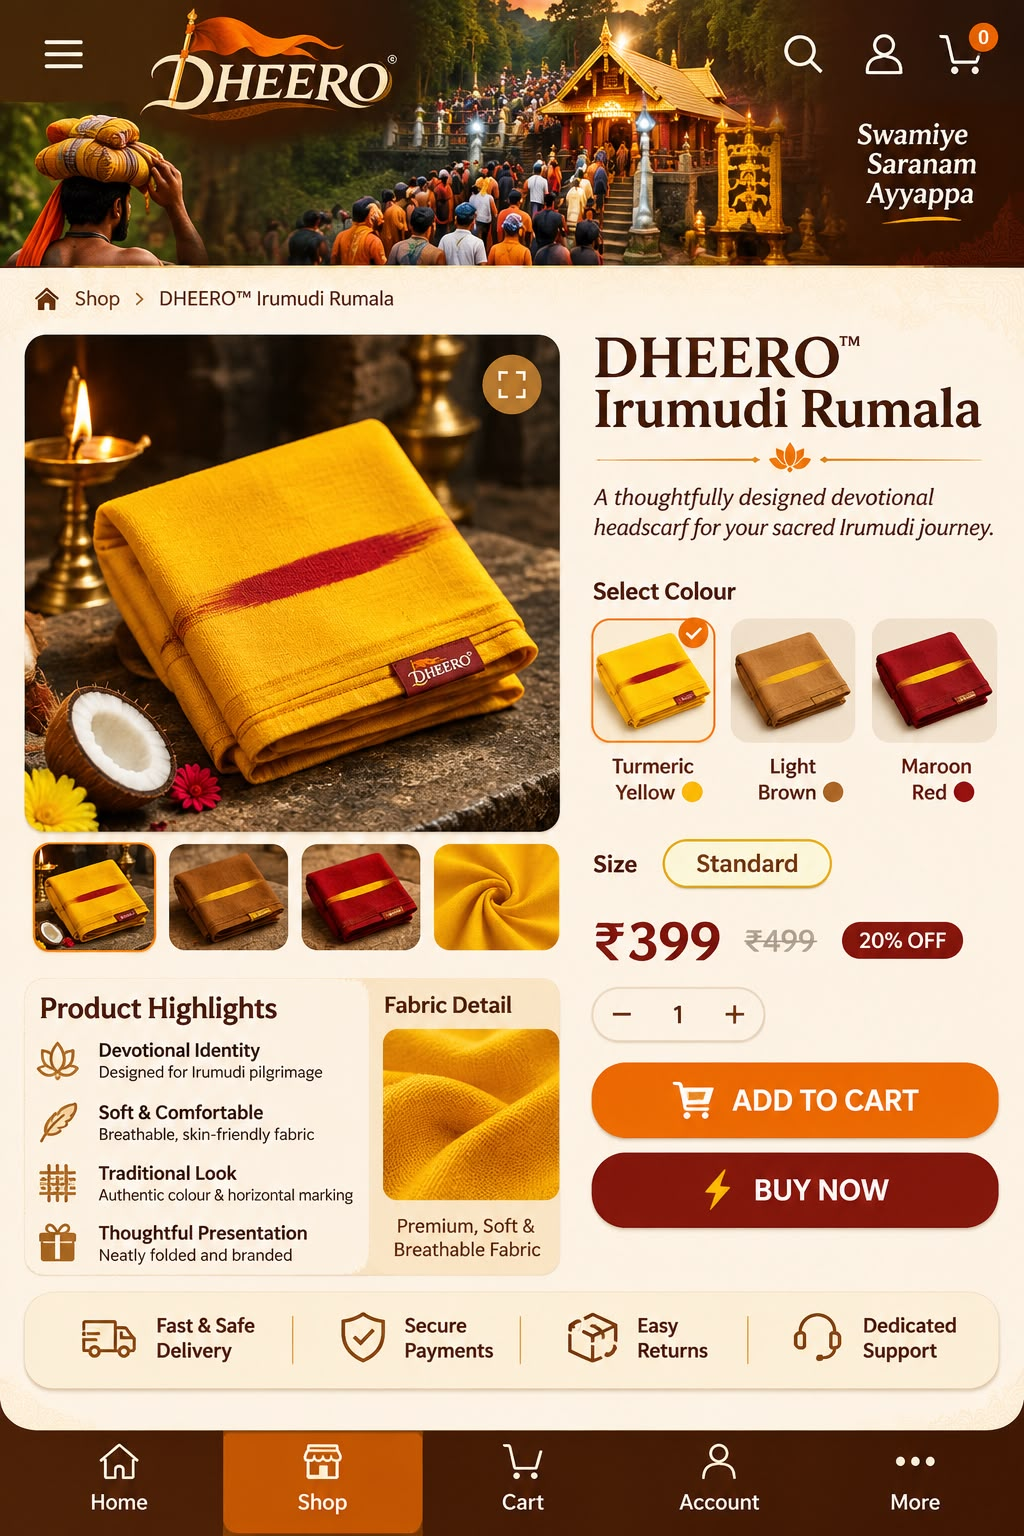 DHEERO®
0
Swamiye
Saranam
Ayyappa
Shop > DHEERO™ Irumudi Rumala
DHEERO®
DHEERO™
Irumudi Rumala
A thoughtfully designed devotional
headscarf for your sacred Irumudi journey.
Select Colour
Turmeric
Yellow
Light
Brown
Maroon
Red
Size
Standard
₹399
₹499
20% OFF
− 1 +
ADD TO CART
BUY NOW
Product Highlights
Devotional Identity
Designed for Irumudi pilgrimage
Soft & Comfortable
Breathable, skin-friendly fabric
Traditional Look
Authentic colour & horizontal marking
Thoughtful Presentation
Neatly folded and branded
Fabric Detail
Premium, Soft &
Breathable Fabric
Fast & Safe
Delivery
Secure
Payments
Easy
Returns
Dedicated
Support
Home
Shop
Cart
Account
More